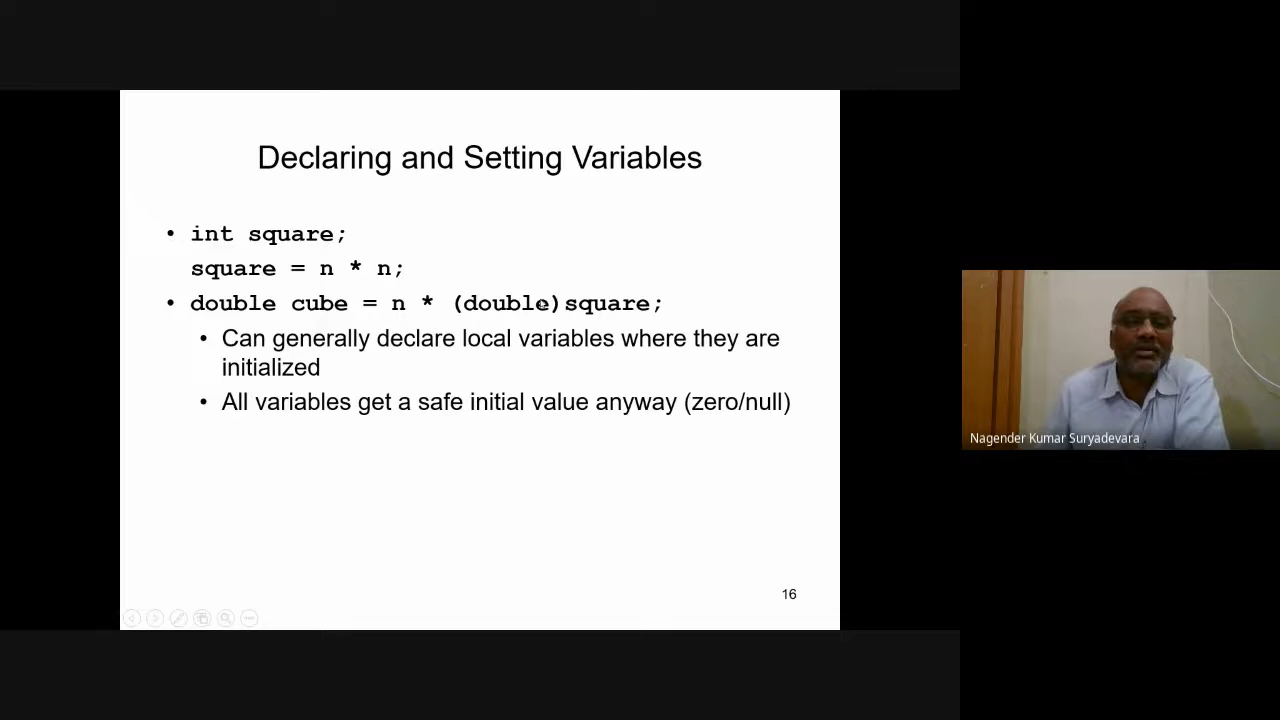 Declaring and Setting Variables
• int square;
square = n * n;
• double cube = n * (double)square;
• Can generally declare local variables where they are
initialized
• All variables get a safe initial value anyway (zero/null)
16
Nagender Kumar Suryadevara